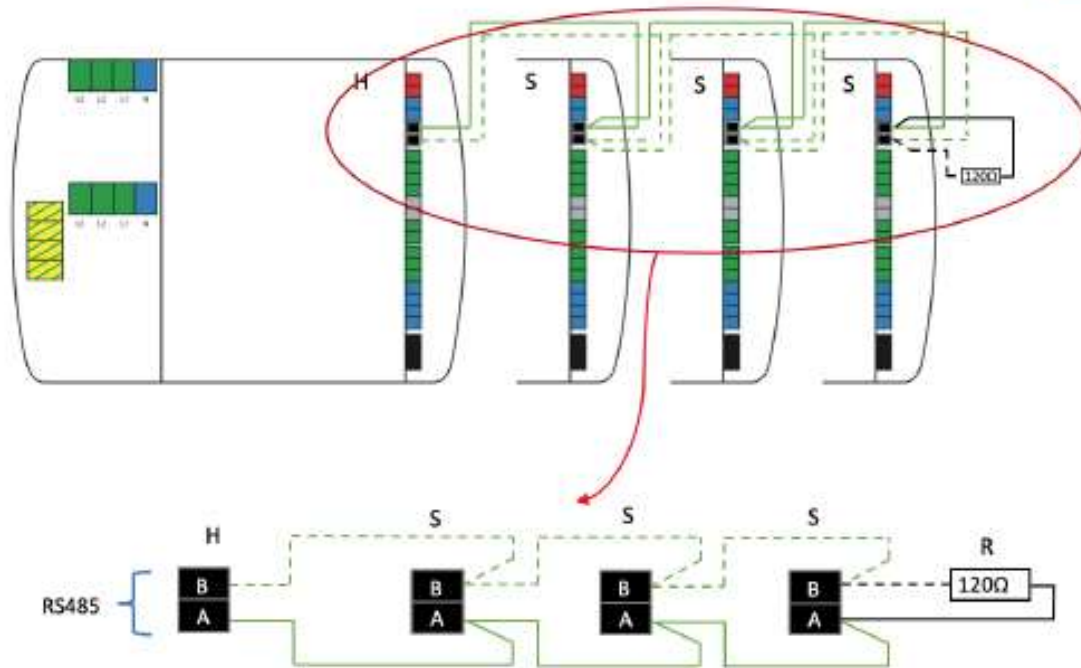 H S S S
120Ω
H S S S R
RS485
B B B B 120Ω
A A A A